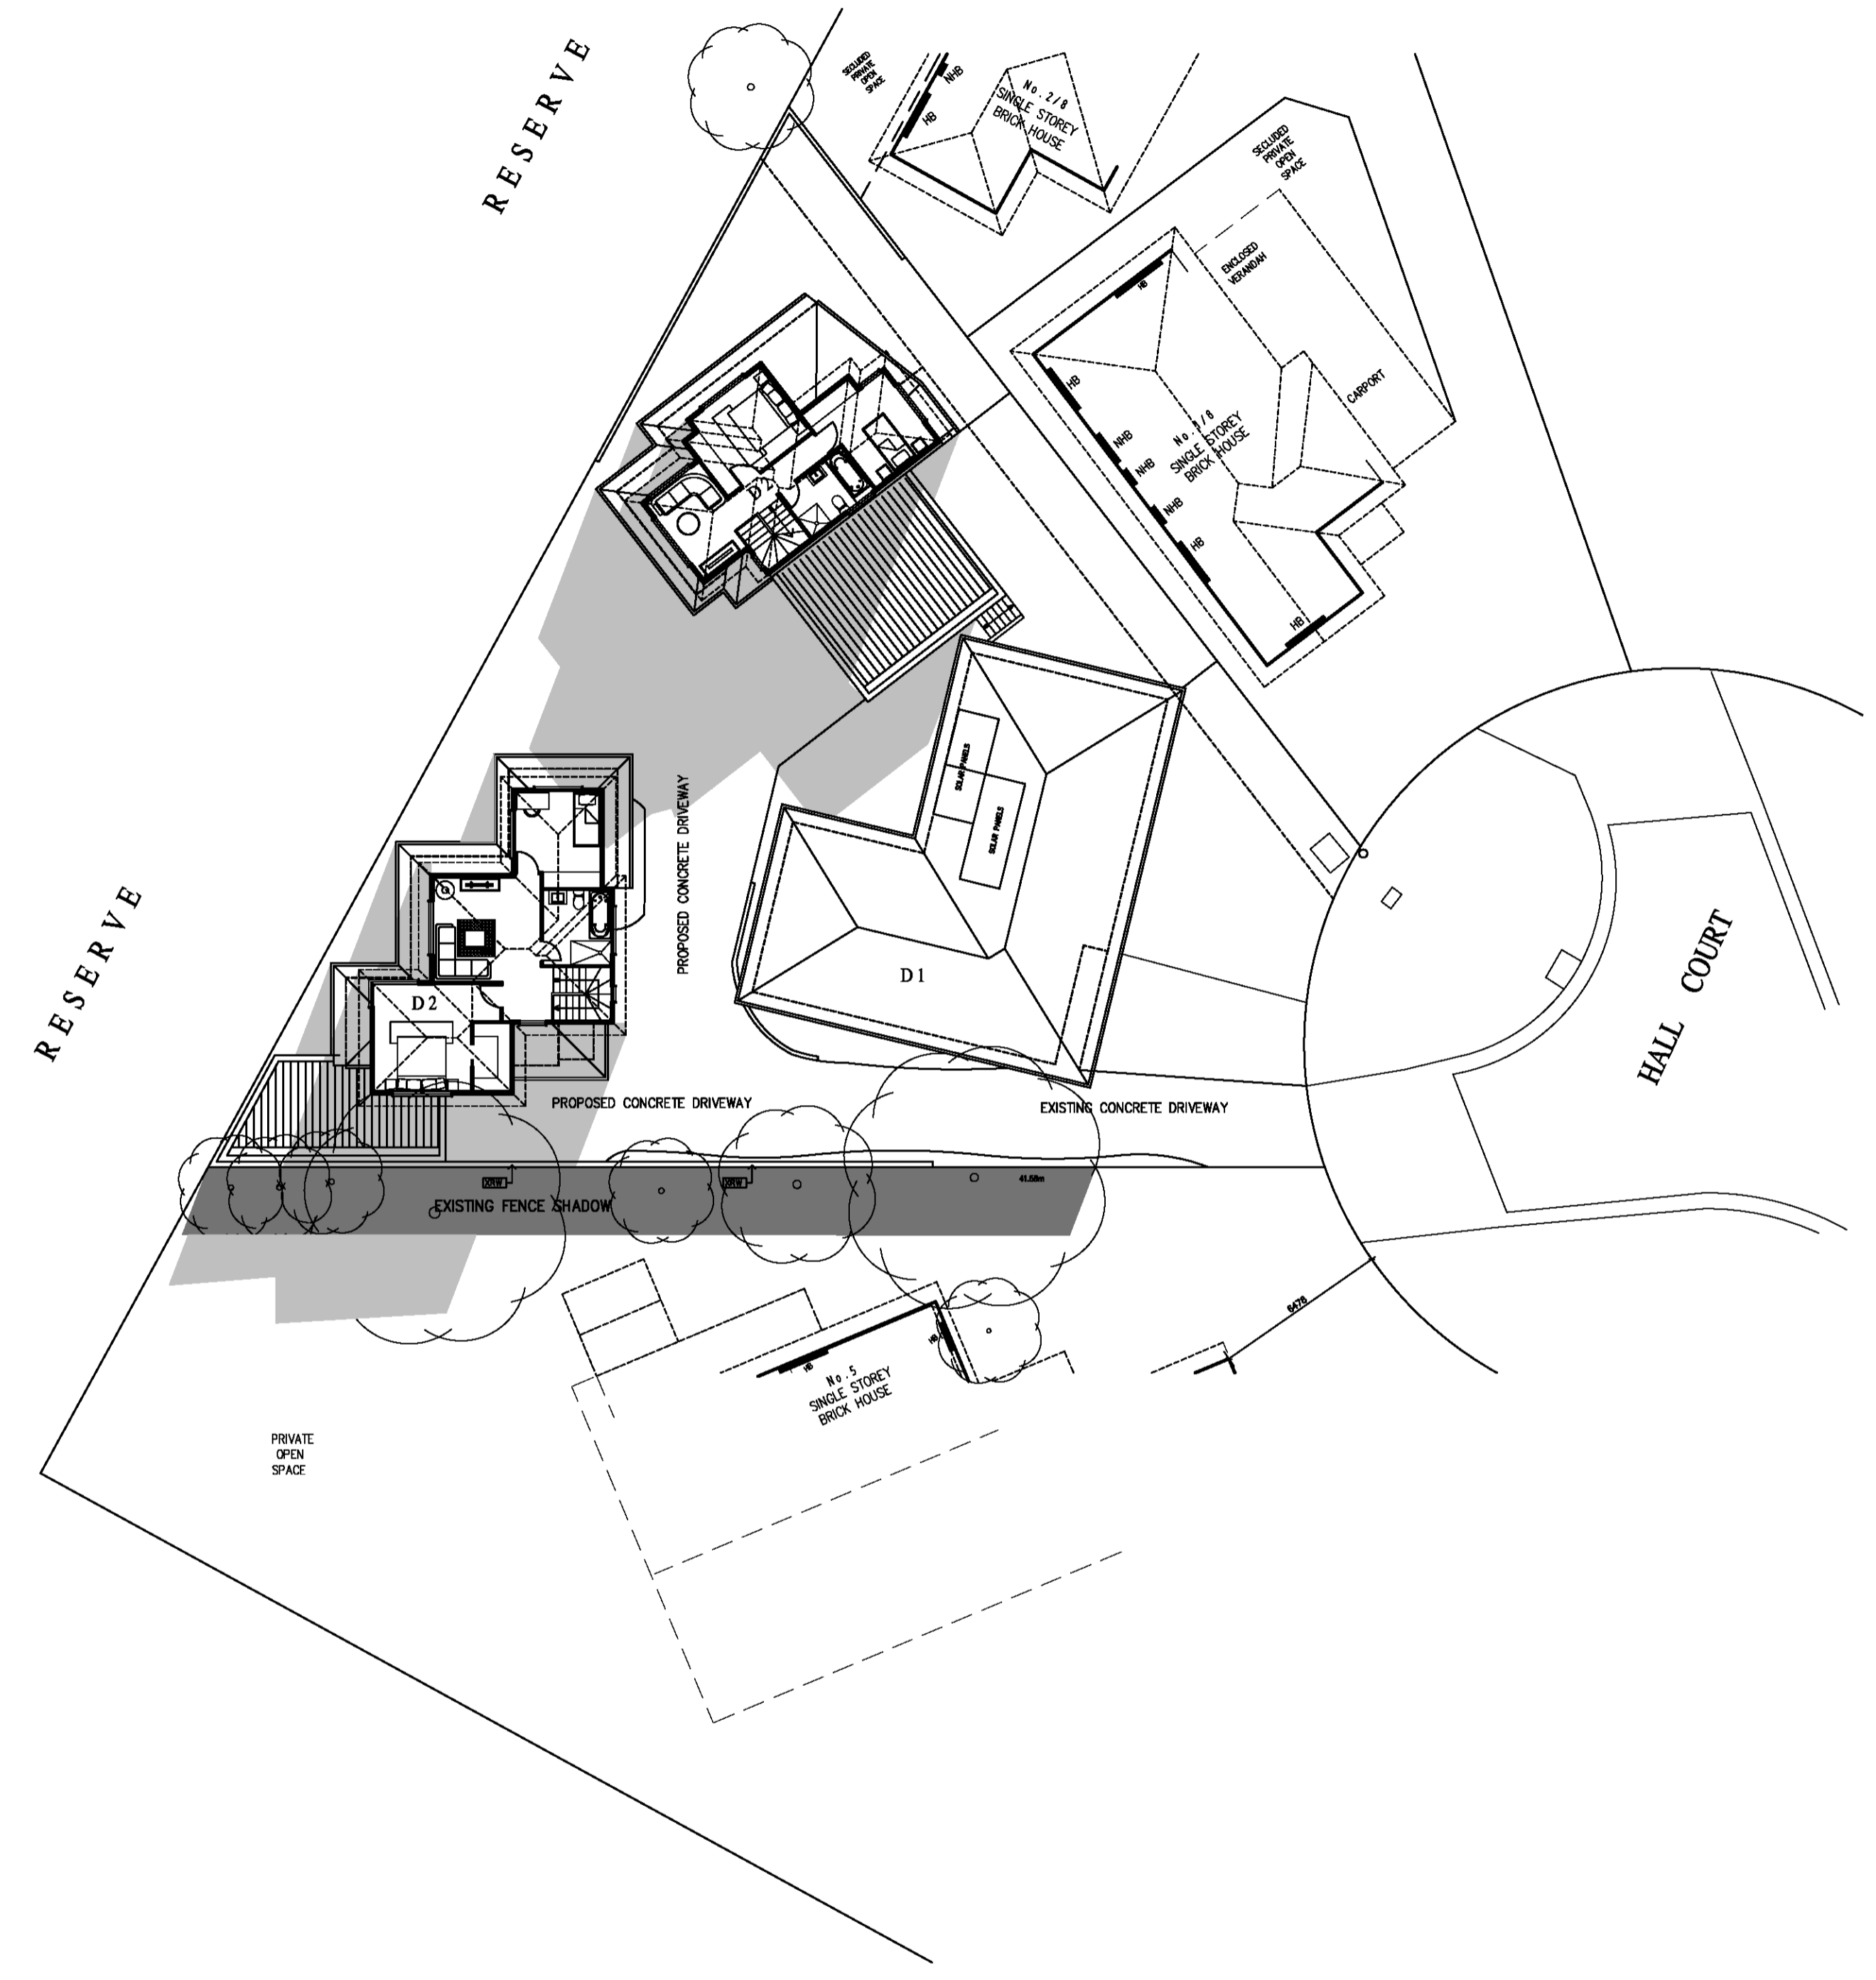 RESERVE
SECLUDED
PRIVATE
OPEN
SPACE
NHB
HB
No.2/8
SINGLE STOREY
BRICK HOUSE
SECLUDED
PRIVATE
OPEN
SPACE
ENCLOSED
VERANDAH
HB
HB
CARPORT
NHB
NHB
NHB
HB
HB
SINGLE STOREY
BRICK HOUSE
D2
SOLAR PANELS
SOLAR PANELS
PROPOSED CONCRETE DRIVEWAY
RESERVE
D2
D1
HALL COURT
PROPOSED CONCRETE DRIVEWAY
EXISTING CONCRETE DRIVEWAY
EXISTING FENCE SHADOW
41.58m
6478
HB
HB
No.5
SINGLE STOREY
BRICK HOUSE
PRIVATE
OPEN
SPACE